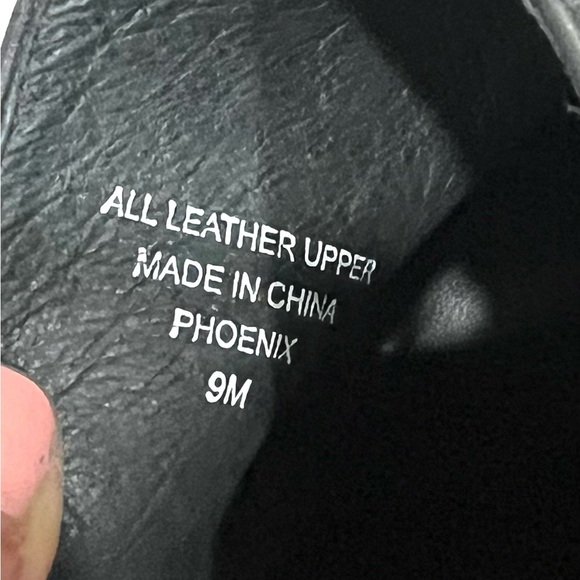 ALL LEATHER UPPER
MADE IN CHINA
PHOENIX
9M